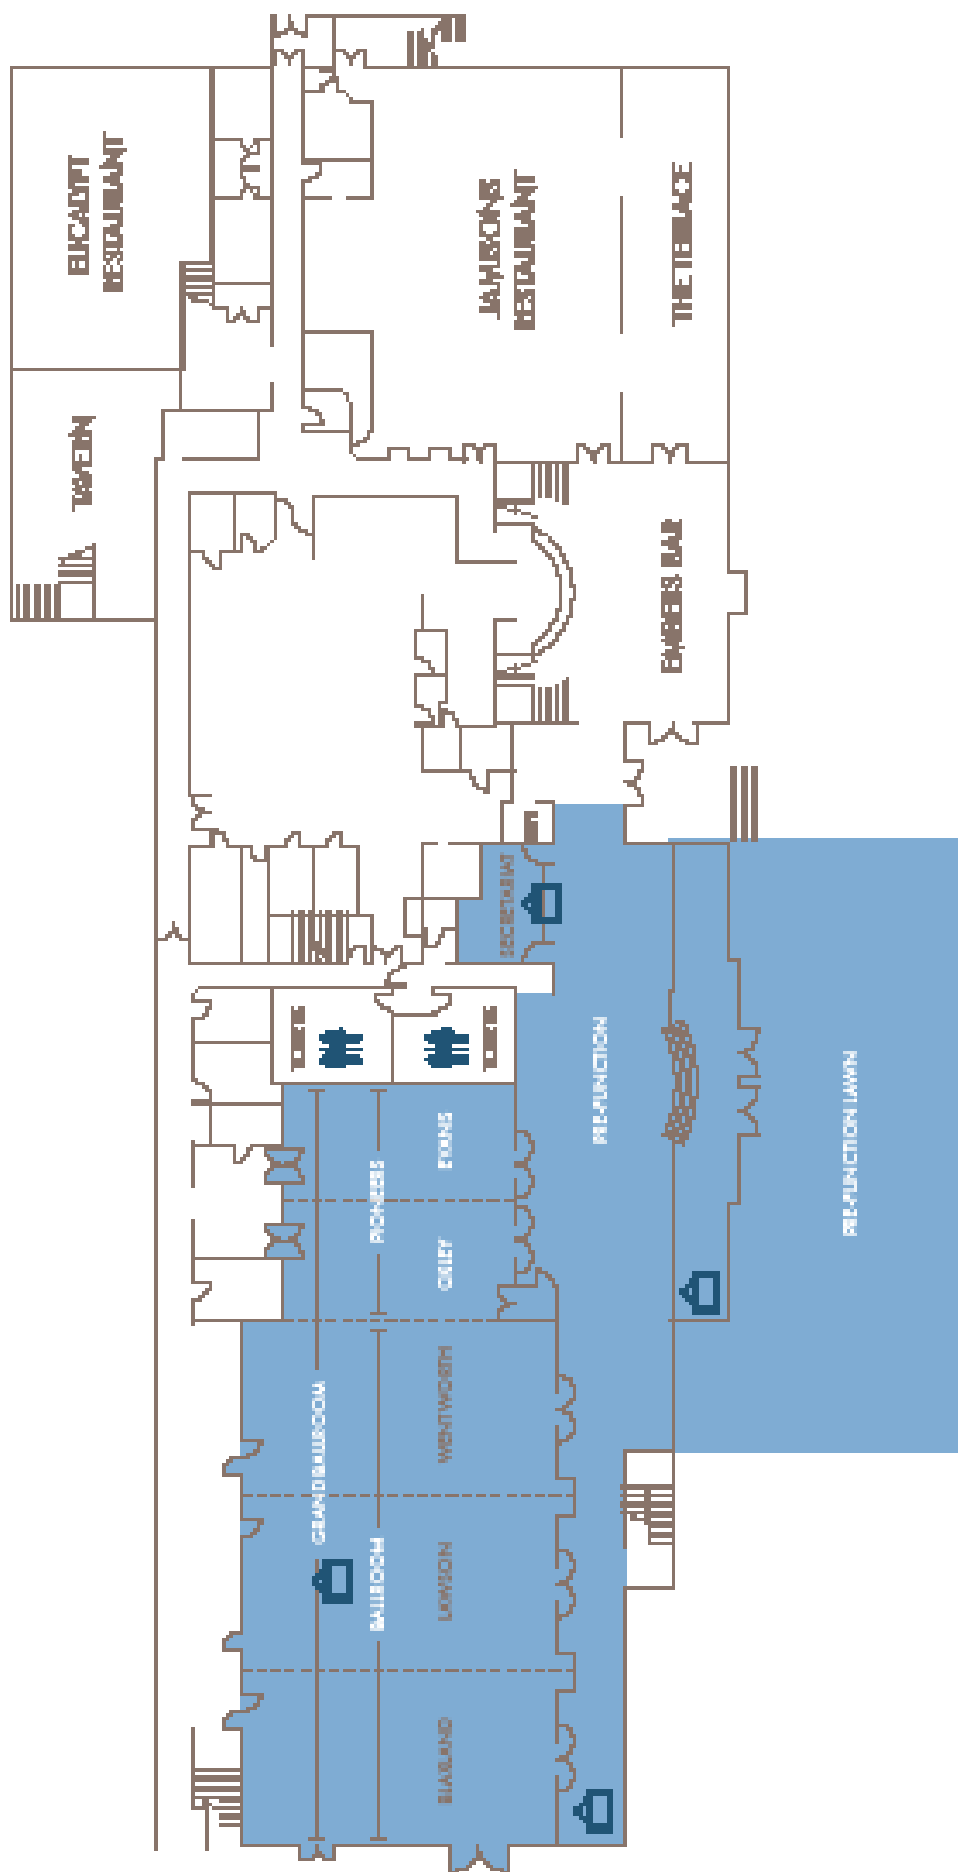 EUCALYPT
RESTAURANT
TAVERN
JAMISONS
RESTAURANT
THE TERRACE
EMBERS BAR
SECRETARIAT
PRE-FUNCTION
PRE-FUNCTION LAWN
EVANS
PIONEERS
OXLEY
WENTWORTH
GRAND BALLROOM
BALLROOM
LAWSON
BLAXLAND